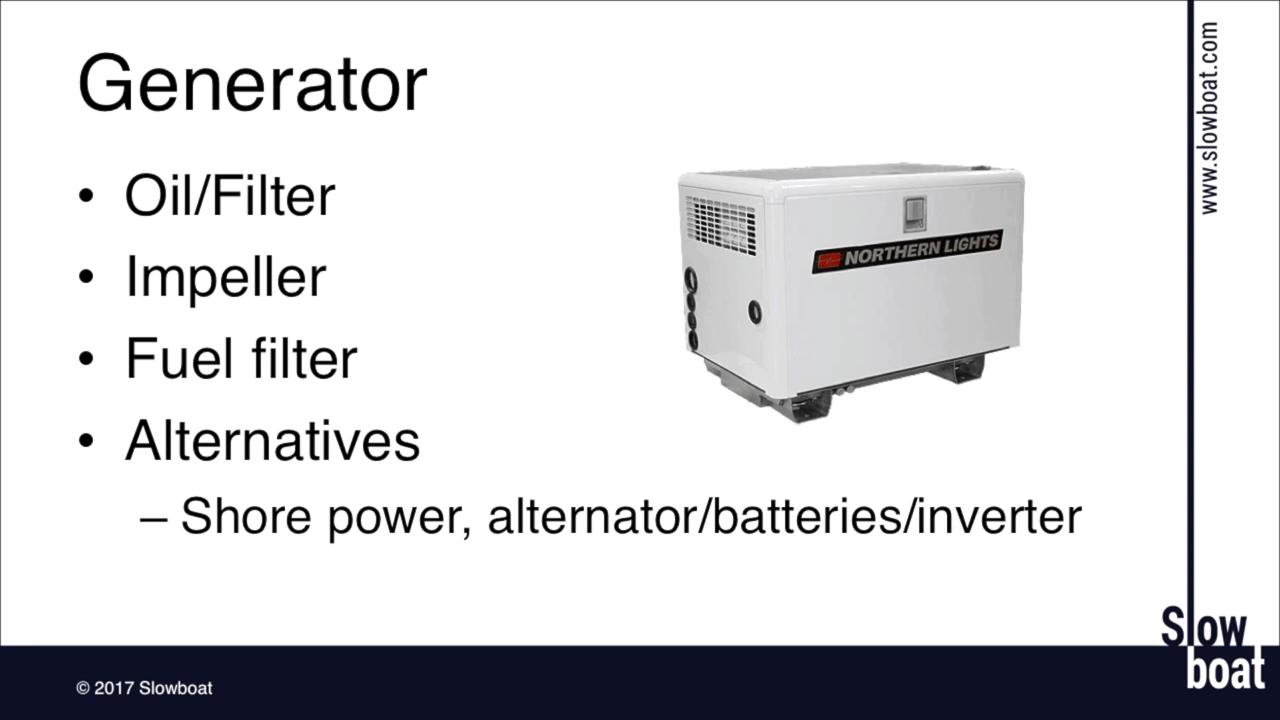 Generator
• Oil/Filter
• Impeller
• Fuel filter
• Alternatives
– Shore power, alternator/batteries/inverter
NORTHERN LIGHTS
www.slowboat.com
Slow
boat
© 2017 Slowboat